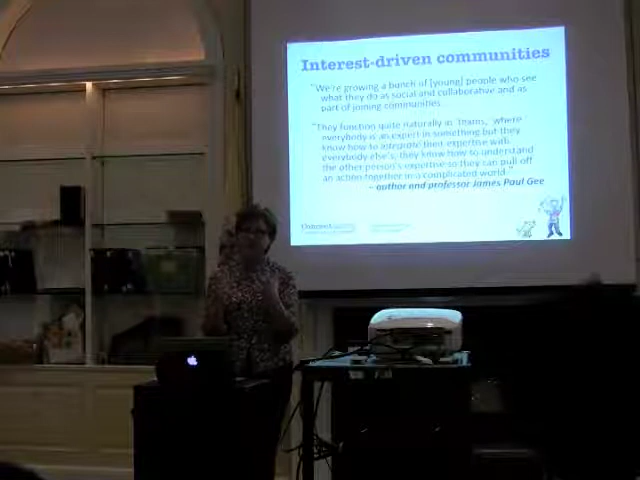 Interest-driven communities
"We're growing a bunch of [young] people who see
what they do as social and collaborative and as
part of joining communities...
"They function quite naturally in 'teams,' where
everybody is an expert in something but they
know how to integrate their expertise with
everybody else's; they know how to understand
the other person's expertise so they can pull off
an action together in a complicated world."
– author and professor James Paul Gee